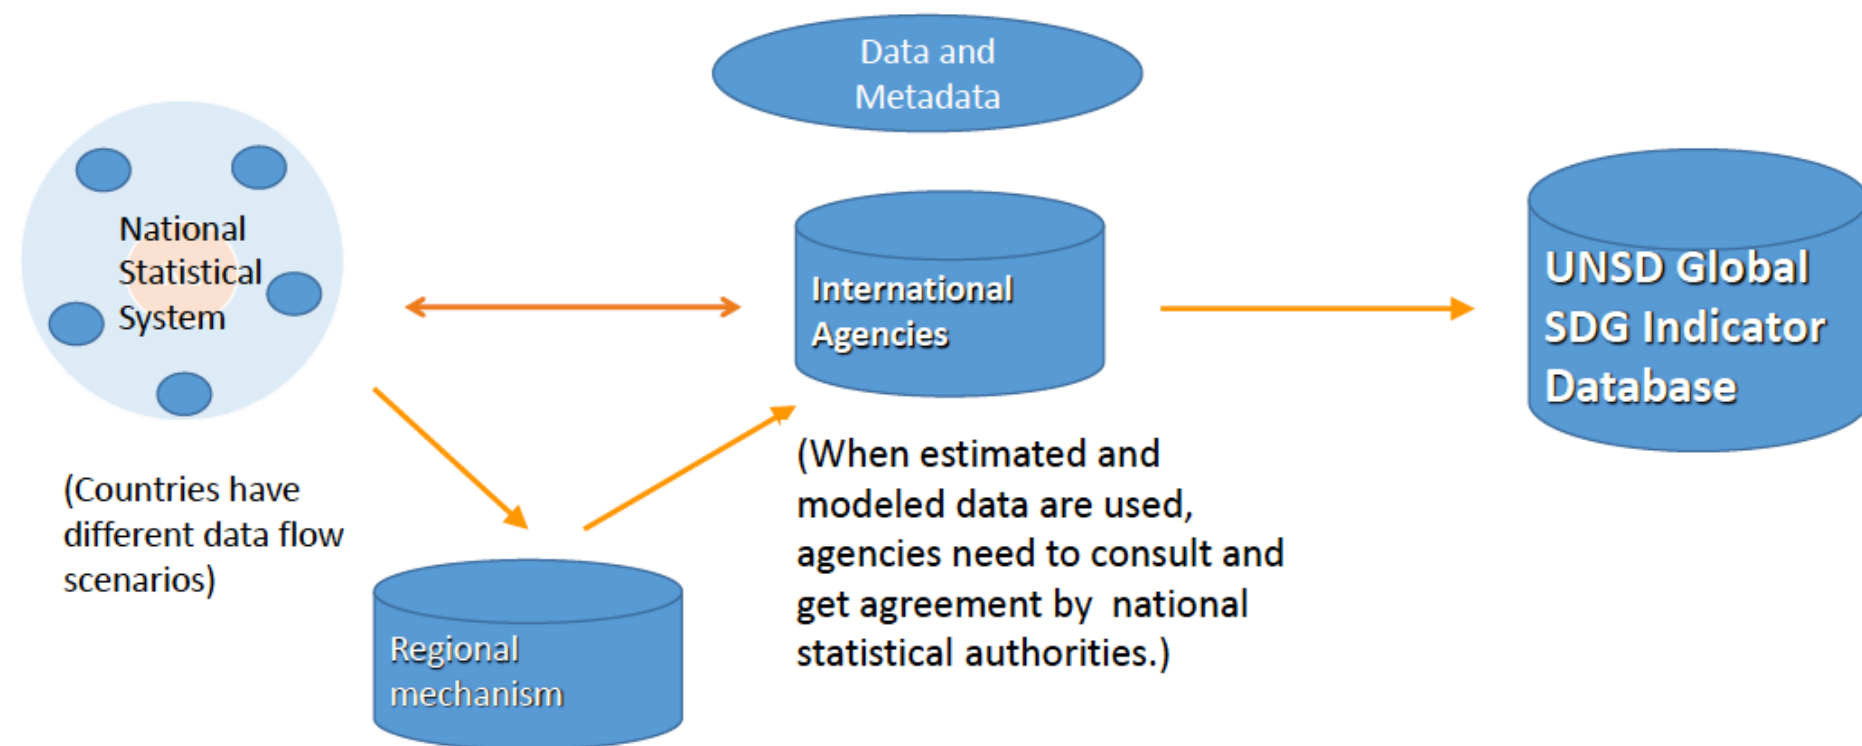 Data and
Metadata
National
Statistical
System
International
Agencies
UNSD Global
SDG Indicator
Database
(Countries have
different data flow
scenarios)
(When estimated and
modeled data are used,
agencies need to consult and
get agreement by  national
statistical authorities.)
Regional
mechanism